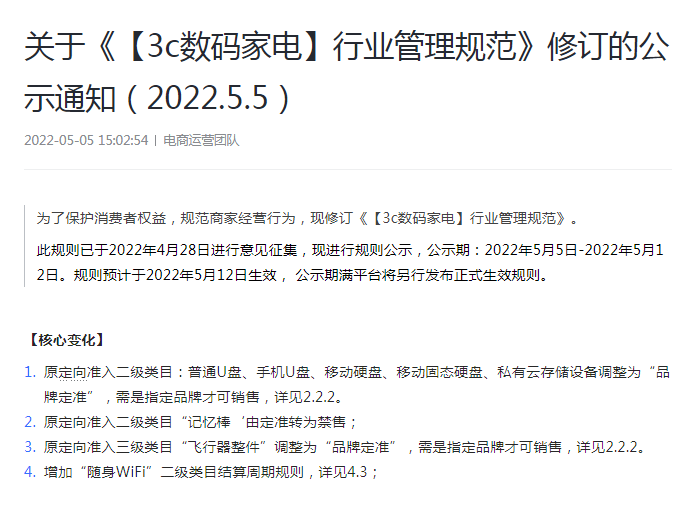 关于《【3c数码家电】行业管理规范》修订的公
示通知（2022.5.5）
2022-05-05 15:02:54 | 电商运营团队
为了保护消费者权益，规范商家经营行为，现修订《【3c数码家电】行业管理规范》。
此规则已于2022年4月28日进行意见征集，现进行规则公示，公示期：2022年5月5日-2022年5月1
2日。规则预计于2022年5月12日生效， 公示期满平台将另行发布正式生效规则。
【核心变化】
1. 原定向准入二级类目：普通U盘、手机U盘、移动硬盘、移动固态硬盘、私有云存储设备调整为“品
牌定准”，需是指定品牌才可销售，详见2.2.2。
2. 原定向准入二级类目“记忆棒‘由定准转为禁售；
3. 原定向准入三级类目“飞行器整件”调整为“品牌定准”，需是指定品牌才可销售，详见2.2.2。
4. 增加“随身WiFi”二级类目结算周期规则，详见4.3；